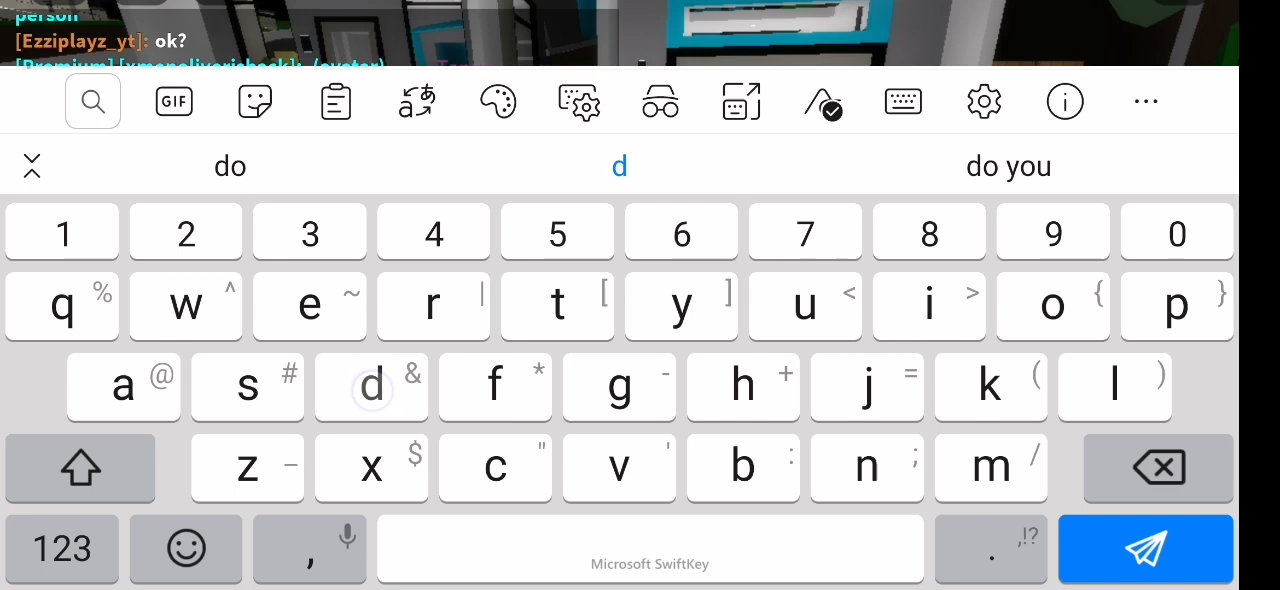 person
[Ezziplayz_yt]: ok?
GIF
do d do you
1 2 3 4 5 6 7 8 9 0
q % w ^ e ~ r | t [ y ] u < i > o { p }
a @ s # d & f * g - h + j = k ( l )
z _ x $ c " v ' b : n ; m /
123 , . ,!?
Microsoft SwiftKey